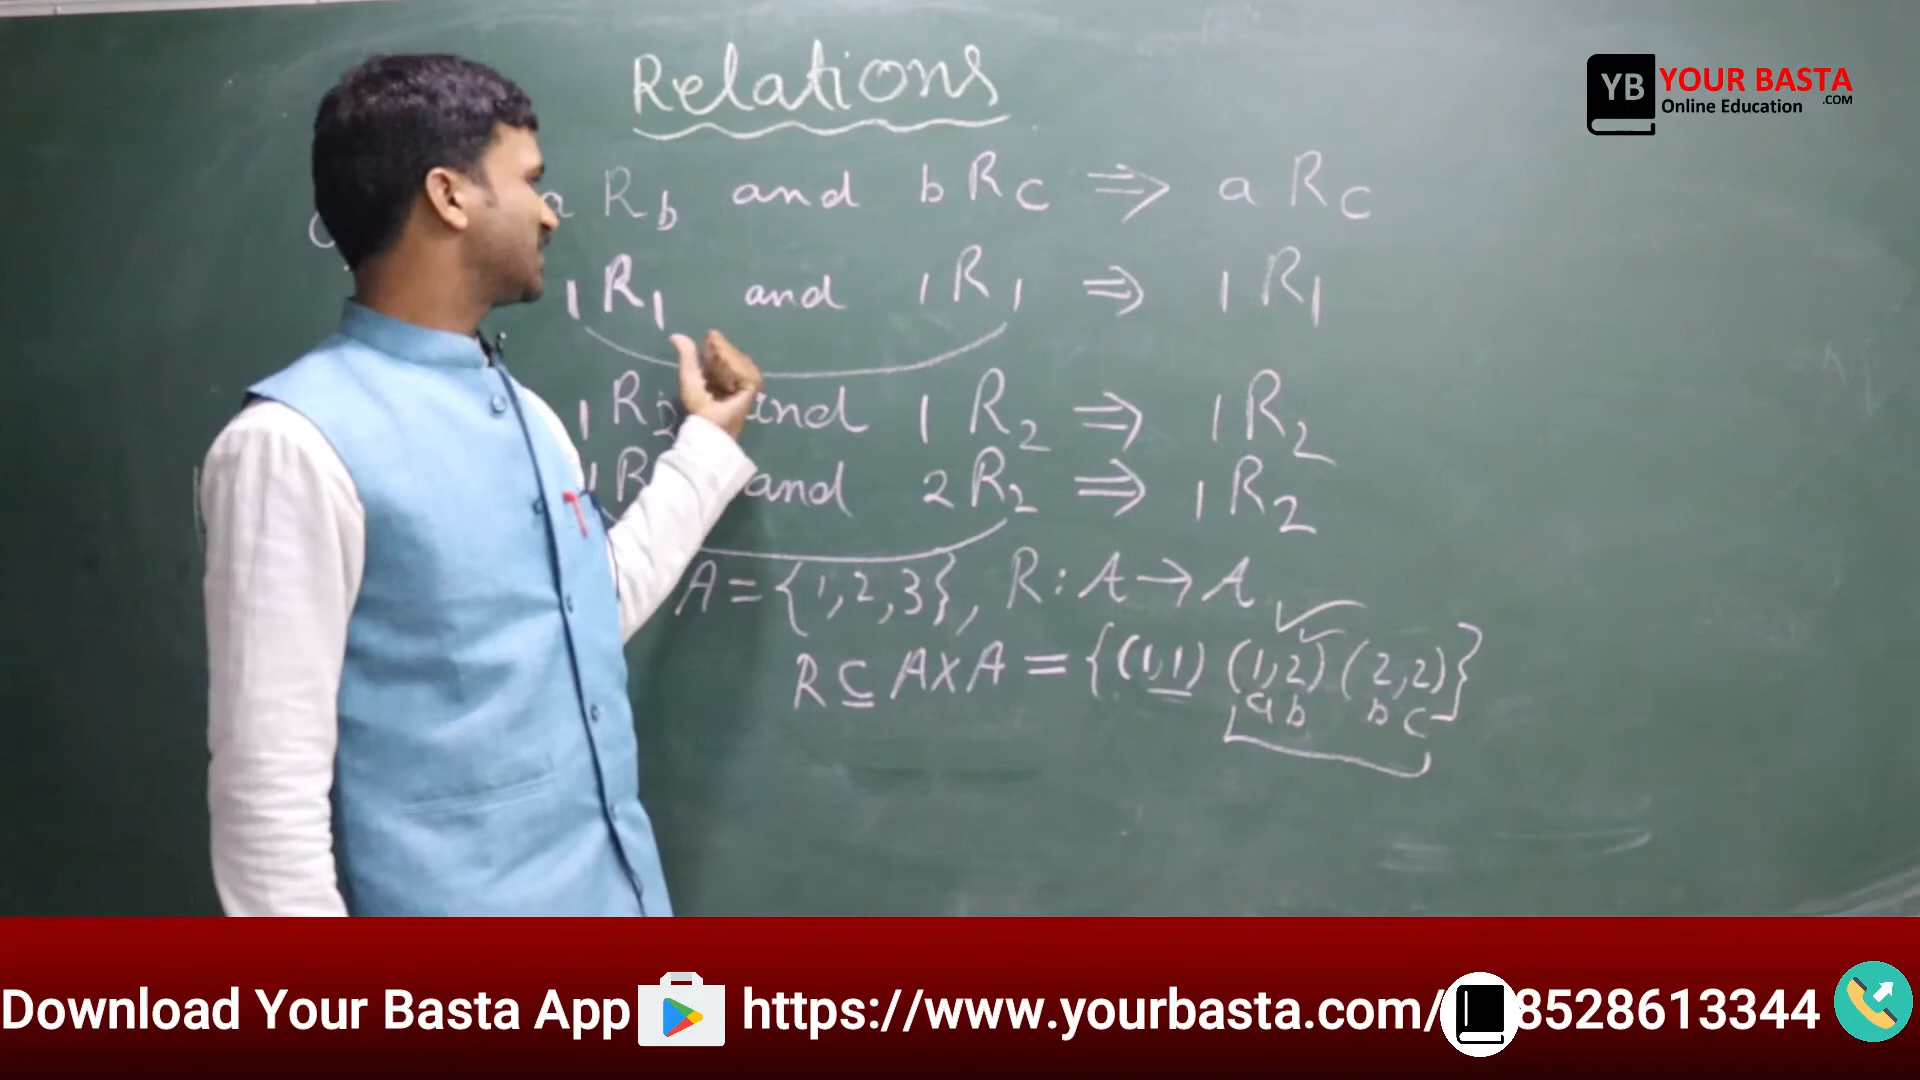 Relations
YB YOUR BASTA
.COM
Online Education
a R b and b R c ⇒ a R c
1 R 1 and 1 R 1 ⇒ 1 R 1
1 R 2 and 1 R 2 ⇒ 1 R 2
1 R and 2 R 2 ⇒ 1 R 2
A = {1,2,3}, R : A → A
R ⊆ A X A = {(1,1) (1,2) (2,2)}
a b b c
Download Your Basta App https://www.yourbasta.com/ 8528613344